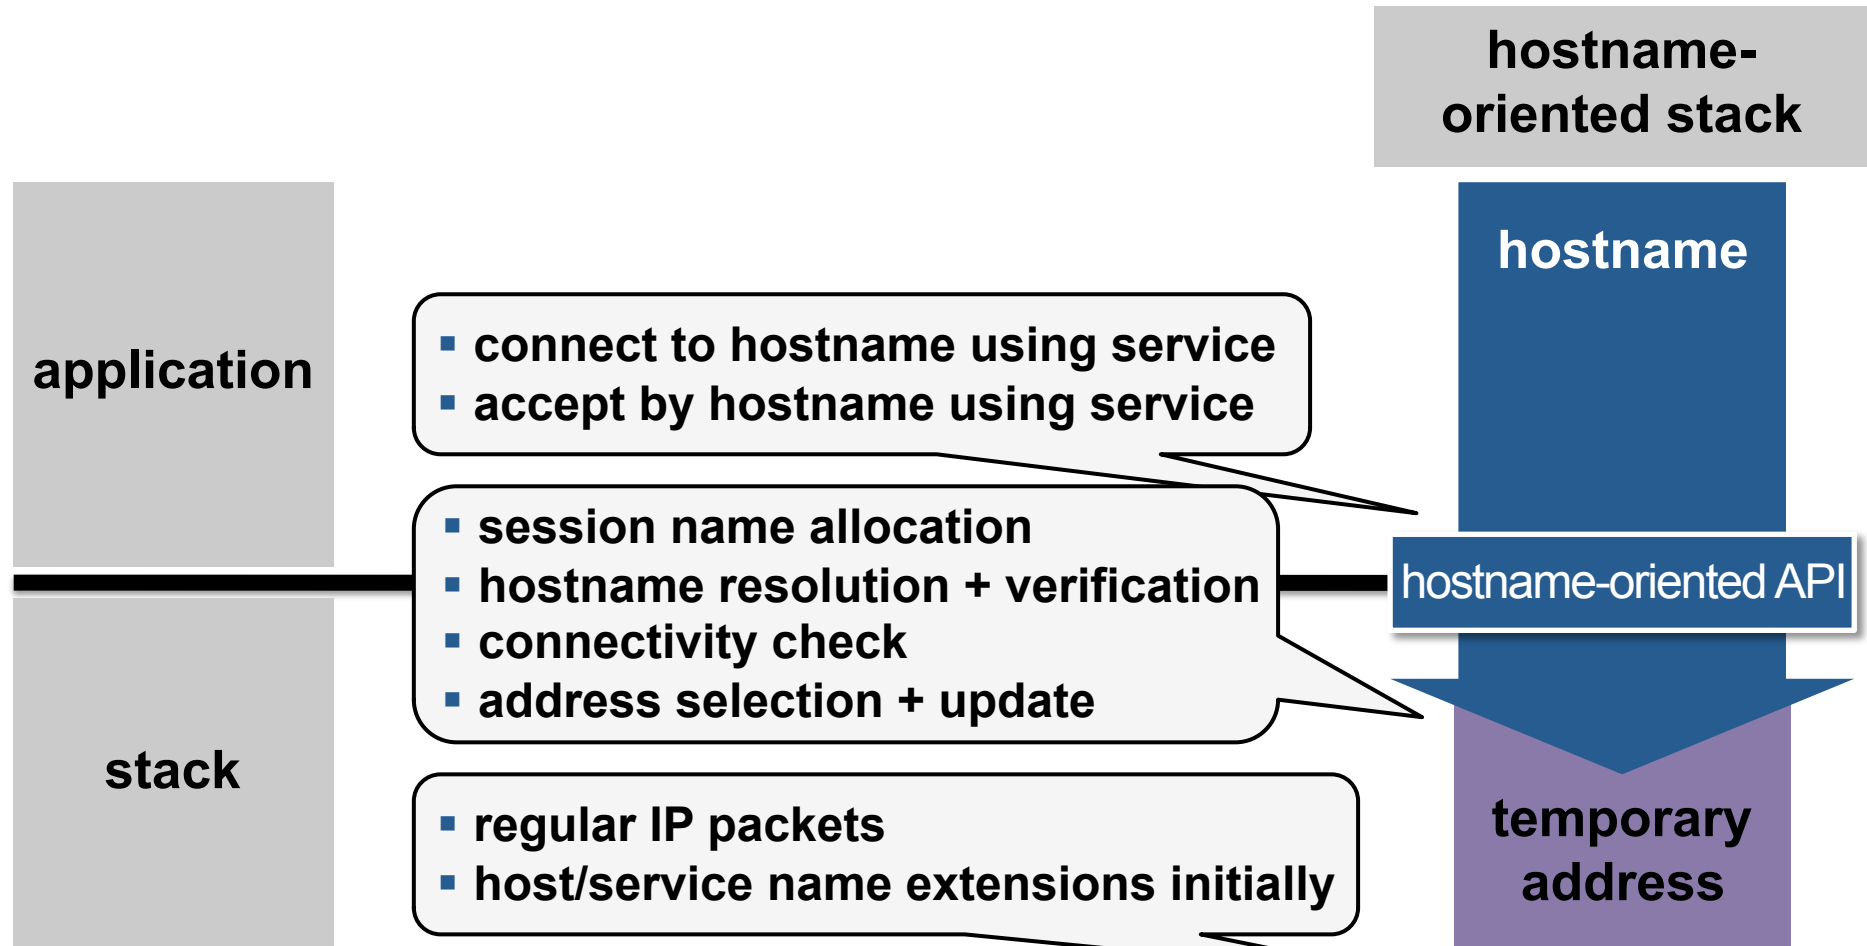 hostname-
oriented stack
hostname
application
▪ connect to hostname using service
▪ accept by hostname using service
▪ session name allocation
▪ hostname resolution + verification
▪ connectivity check
▪ address selection + update
hostname-oriented API
stack
▪ regular IP packets
▪ host/service name extensions initially
temporary
address